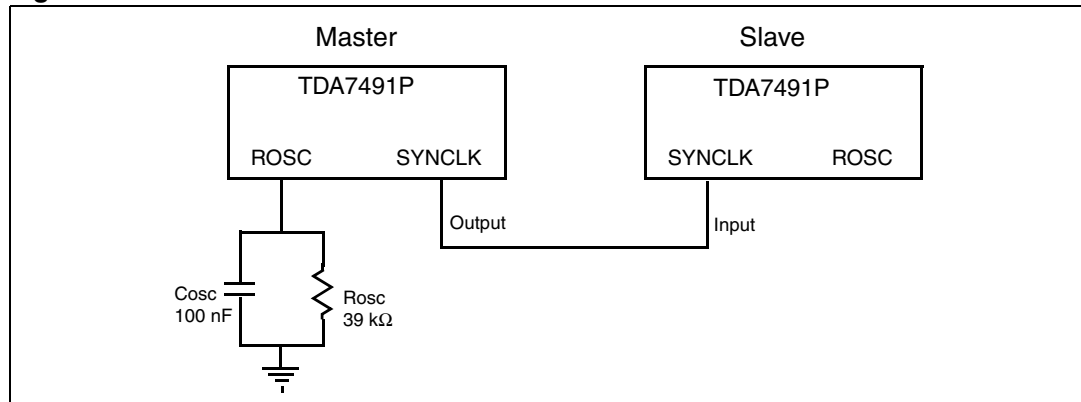 Master Slave
TDA7491P TDA7491P
ROSC SYNCLK SYNCLK ROSC
Output Input
Cosc
100 nF
Rosc
39 kΩ